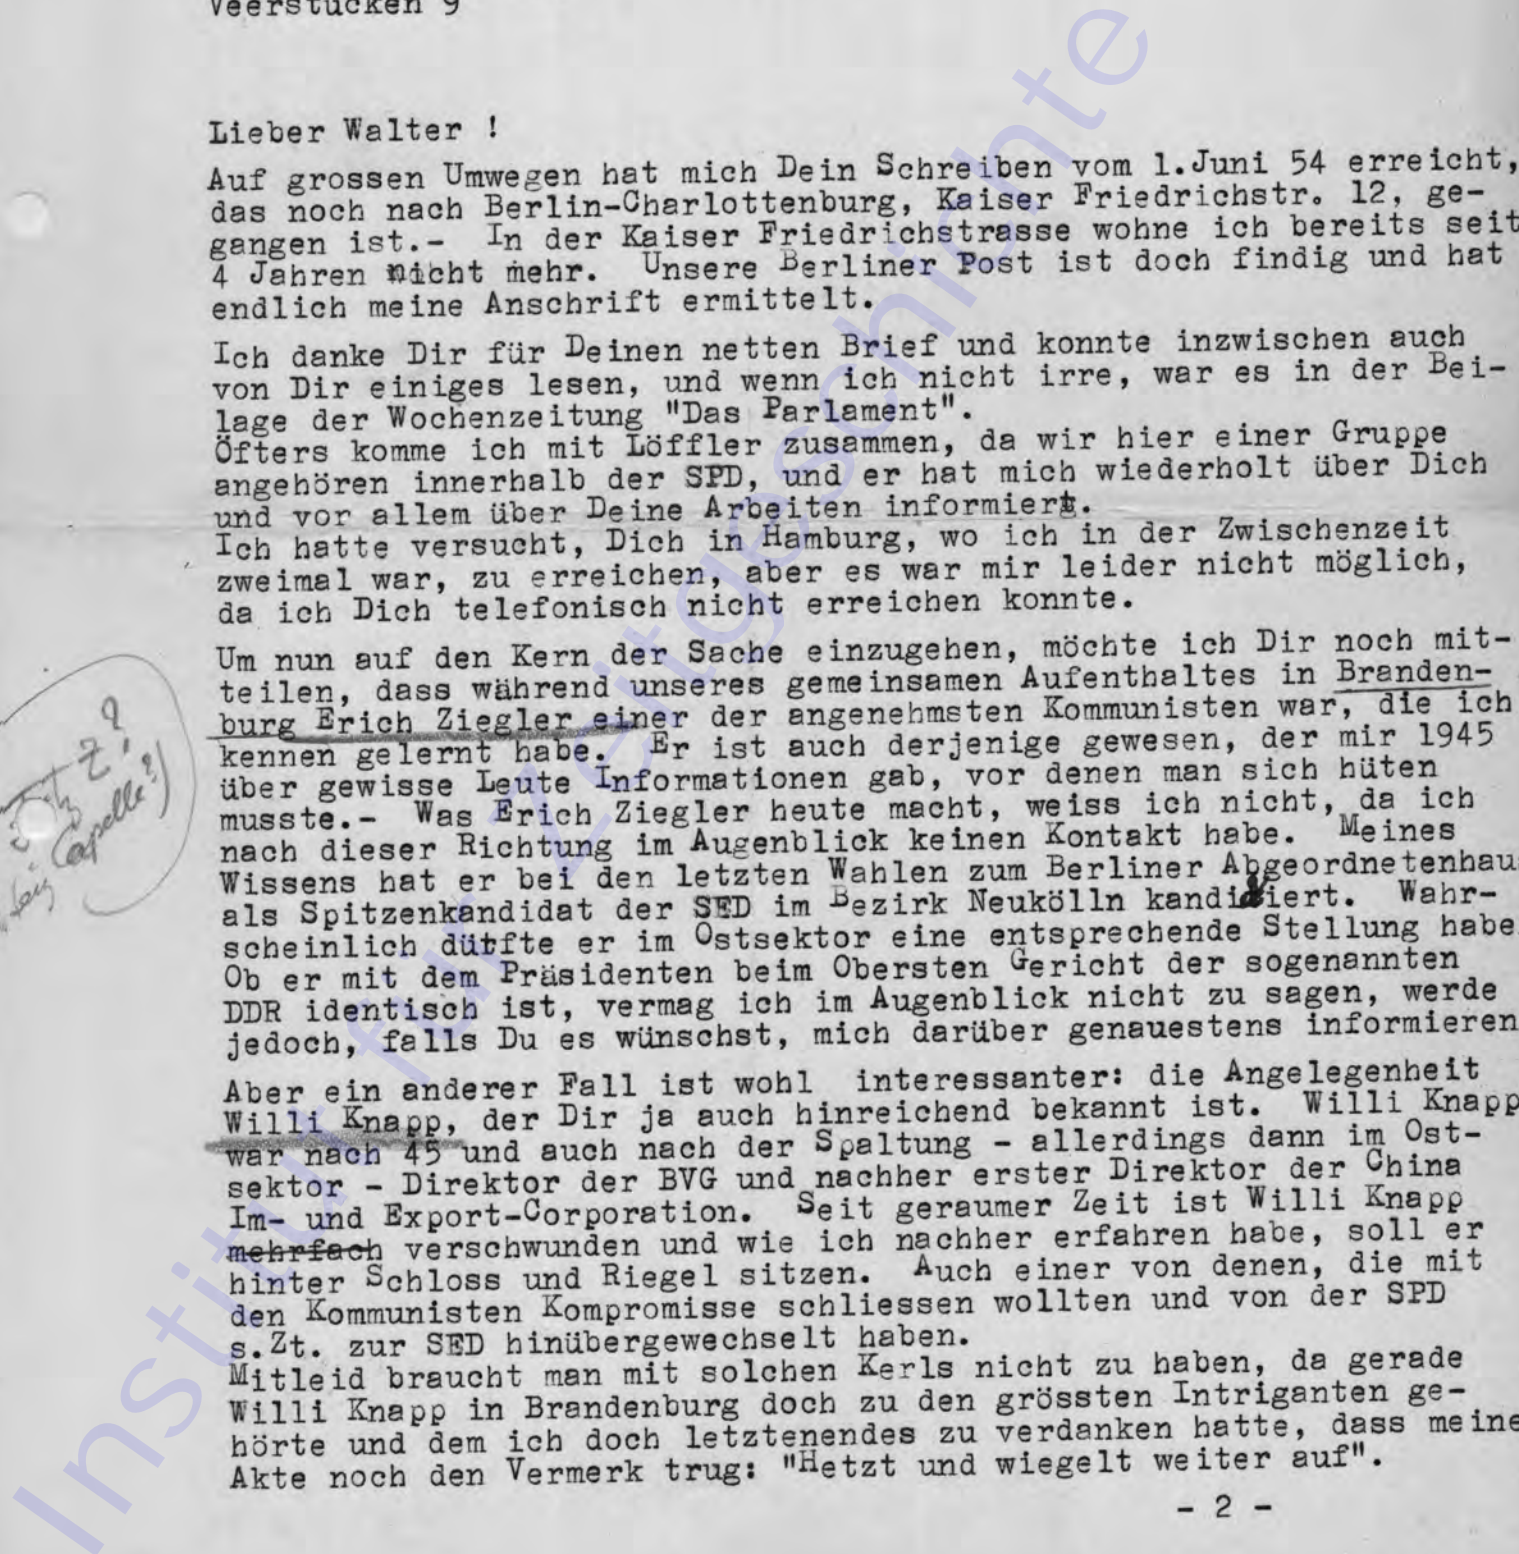 Veerstücken 9
Lieber Walter !
Auf grossen Umwegen hat mich Dein Schreiben vom 1.Juni 54 erreicht,
das noch nach Berlin-Charlottenburg, Kaiser Friedrichstr. 12, ge-
gangen ist.- In der Kaiser Friedrichstrasse wohne ich bereits seit
4 Jahren nicht mehr. Unsere Berliner Post ist doch findig und hat
endlich meine Anschrift ermittelt.
Ich danke Dir für Deinen netten Brief und konnte inzwischen auch
von Dir einiges lesen, und wenn ich nicht irre, war es in der Bei-
lage der Wochenzeitung "Das Parlament".
Öfters komme ich mit Löffler zusammen, da wir hier einer Gruppe
angehören innerhalb der SPD, und er hat mich wiederholt über Dich
und vor allem über Deine Arbeiten informiert.
Ich hatte versucht, Dich in Hamburg, wo ich in der Zwischenzeit
zweimal war, zu erreichen, aber es war mir leider nicht möglich,
da ich Dich telefonisch nicht erreichen konnte.
Um nun auf den Kern der Sache einzugehen, möchte ich Dir noch mit-
teilen, dass während unseres gemeinsamen Aufenthaltes in Branden-
burg Erich Ziegler einer der angenehmsten Kommunisten war, die ich
kennen gelernt habe. Er ist auch derjenige gewesen, der mir 1945
über gewisse Leute Informationen gab, vor denen man sich hüten
musste.- Was Erich Ziegler heute macht, weiss ich nicht, da ich
nach dieser Richtung im Augenblick keinen Kontakt habe. Meines
Wissens hat er bei den letzten Wahlen zum Berliner Abgeordnetenhau
als Spitzenkandidat der SED im Bezirk Neukölln kandidiert. Wahr-
scheinlich dürfte er im Ostsektor eine entsprechende Stellung habe
Ob er mit dem Präsidenten beim Obersten Gericht der sogenannten
DDR identisch ist, vermag ich im Augenblick nicht zu sagen, werde
jedoch, falls Du es wünschst, mich darüber genauestens informieren
Z?
Capelle?)
Aber ein anderer Fall ist wohl interessanter: die Angelegenheit
Willi Knapp, der Dir ja auch hinreichend bekannt ist. Willi Knapp
war nach 45 und auch nach der Spaltung - allerdings dann im Ost-
sektor - Direktor der BVG und nachher erster Direktor der China
Im- und Export-Corporation. Seit geraumer Zeit ist Willi Knapp
mehrfach verschwunden und wie ich nachher erfahren habe, soll er
hinter Schloss und Riegel sitzen. Auch einer von denen, die mit
den Kommunisten Kompromisse schliessen wollten und von der SPD
s.Zt. zur SED hinübergewechselt haben.
Mitleid braucht man mit solchen Kerls nicht zu haben, da gerade
Willi Knapp in Brandenburg doch zu den grössten Intriganten ge-
hörte und dem ich doch letztenendes zu verdanken hatte, dass meine
Akte noch den Vermerk trug: "Hetzt und wiegelt weiter auf".
- 2 -
Institut für Zeitgeschichte